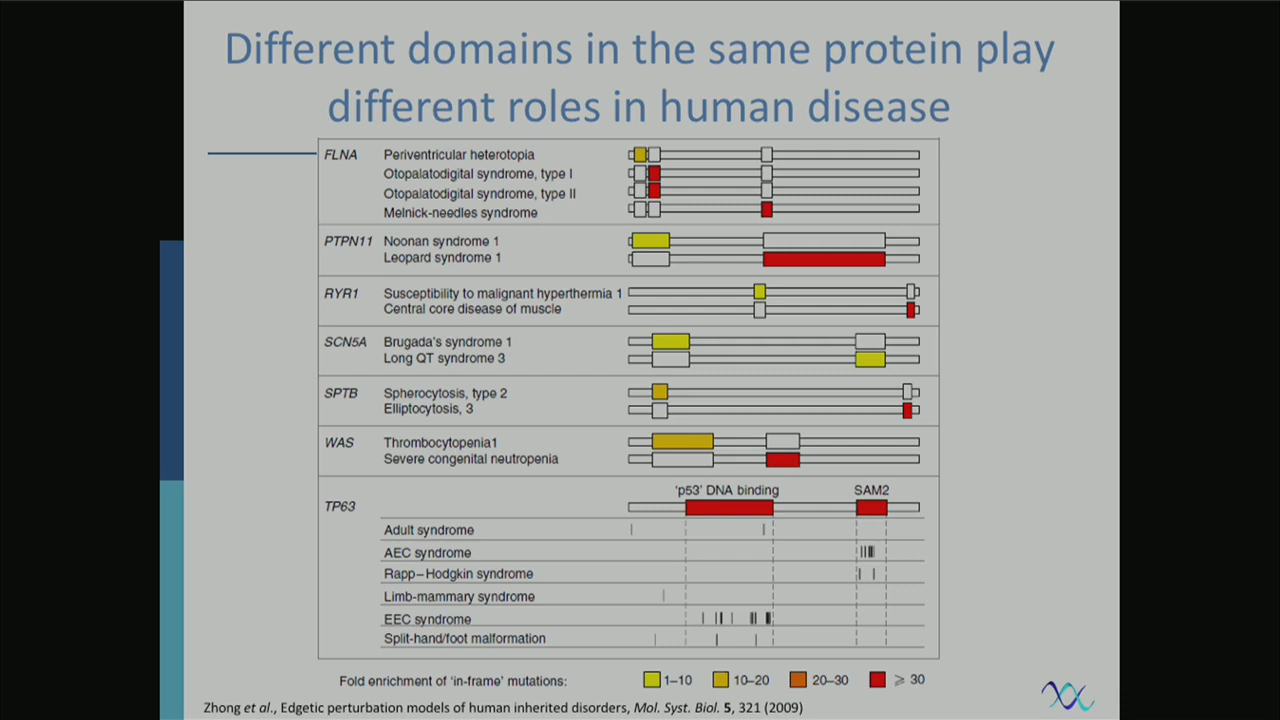 Different domains in the same protein play
different roles in human disease
FLNA Periventricular heterotopia
Otopalatodigital syndrome, type I
Otopalatodigital syndrome, type II
Melnick-needles syndrome
PTPN11 Noonan syndrome 1
Leopard syndrome 1
RYR1 Susceptibility to malignant hyperthermia 1
Central core disease of muscle
SCN5A Brugada's syndrome 1
Long QT syndrome 3
SPTB Spherocytosis, type 2
Elliptocytosis, 3
WAS Thrombocytopenia1
Severe congenital neutropenia
'p53' DNA binding SAM2
TP63
Adult syndrome
AEC syndrome
Rapp–Hodgkin syndrome
Limb-mammary syndrome
EEC syndrome
Split-hand/foot malformation
Fold enrichment of 'in-frame' mutations: 1–10 10–20 20–30 ⩾ 30
Zhong et al., Edgetic perturbation models of human inherited disorders, Mol. Syst. Biol. 5, 321 (2009)